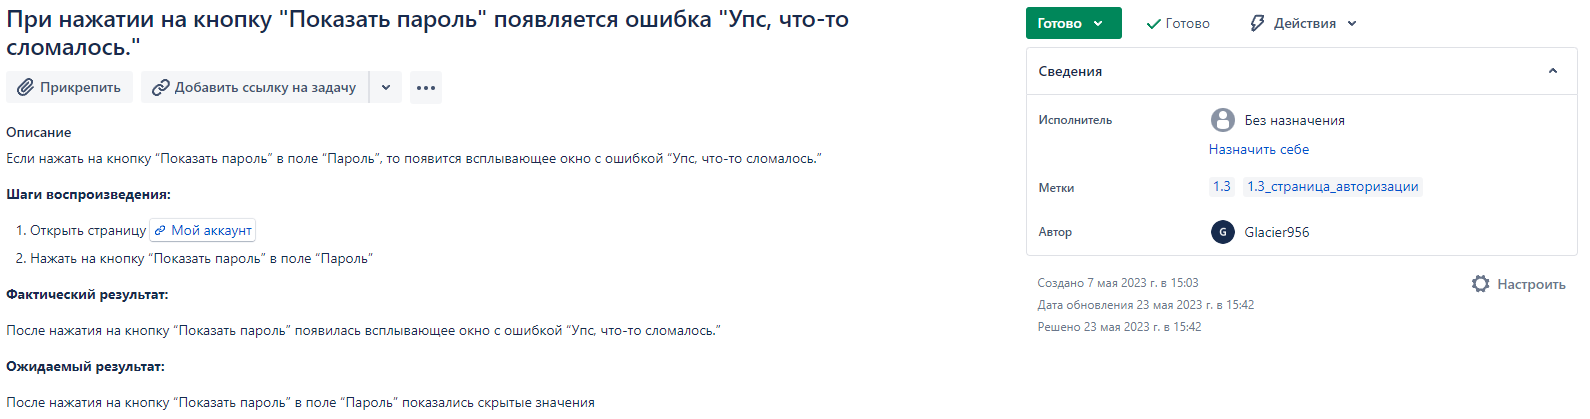 При нажатии на кнопку "Показать пароль" появляется ошибка "Упс, что-то
сломалось."
Прикрепить
Добавить ссылку на задачу
Описание
Если нажать на кнопку “Показать пароль” в поле “Пароль”, то появится всплывающее окно с ошибкой “Упс, что-то сломалось.”
Шаги воспроизведения:
1. Открыть страницу Мой аккаунт
2. Нажать на кнопку “Показать пароль” в поле “Пароль”
Фактический результат:
После нажатия на кнопку “Показать пароль” появилась всплывающее окно с ошибкой “Упс, что-то сломалось.”
Ожидаемый результат:
После нажатия на кнопку “Показать пароль” в поле “Пароль” показались скрытые значения
Готово
Готово
Действия
Сведения
Исполнитель
Без назначения
Назначить себе
Метки
1.3 1.3_страница_авторизации
Автор
G Glacier956
Создано 7 мая 2023 г. в 15:03
Настроить
Дата обновления 23 мая 2023 г. в 15:42
Решено 23 мая 2023 г. в 15:42